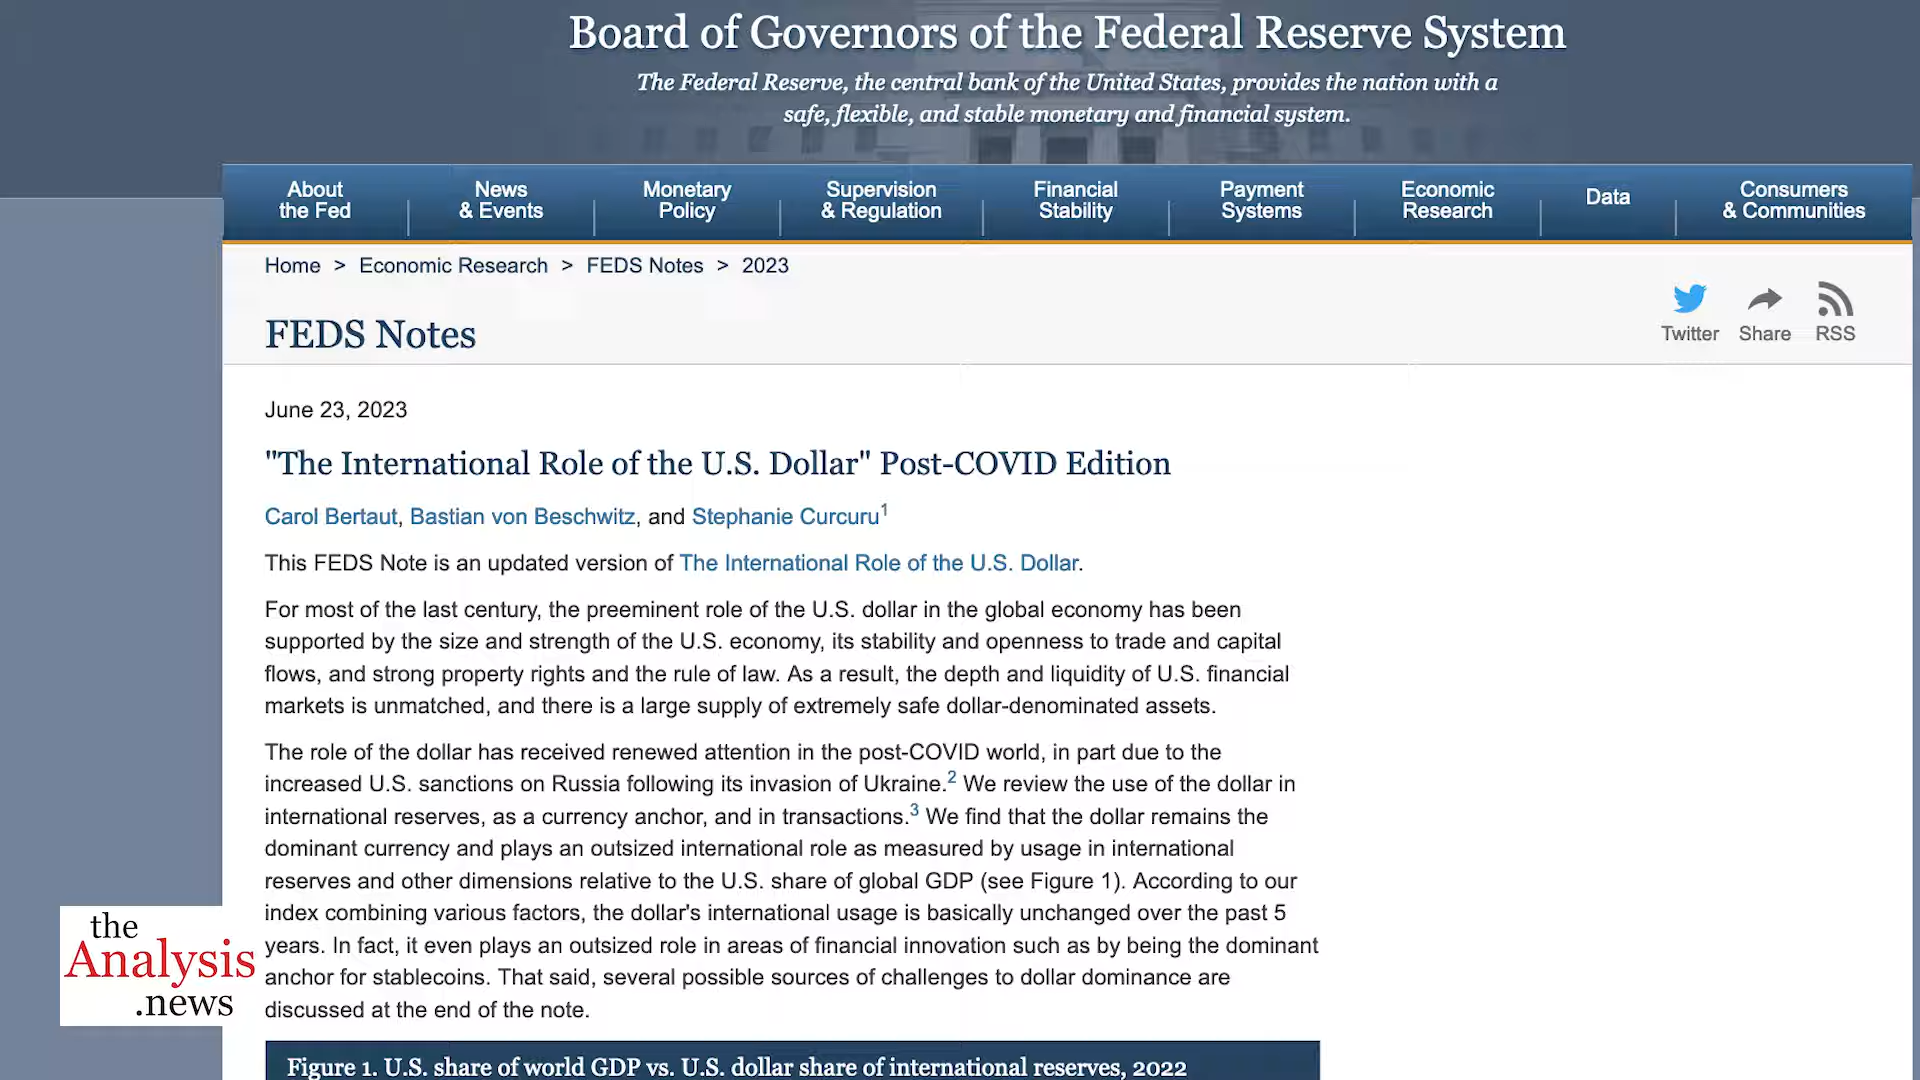 Board of Governors of the Federal Reserve System
The Federal Reserve, the central bank of the United States, provides the nation with a
safe, flexible, and stable monetary and financial system.
About
the Fed
News
& Events
Monetary
Policy
Supervision
& Regulation
Financial
Stability
Payment
Systems
Economic
Research
Data
Consumers
& Communities
Home > Economic Research > FEDS Notes > 2023
Twitter Share RSS
FEDS Notes
June 23, 2023
"The International Role of the U.S. Dollar" Post-COVID Edition
Carol Bertaut, Bastian von Beschwitz, and Stephanie Curcuru1
This FEDS Note is an updated version of The International Role of the U.S. Dollar.
For most of the last century, the preeminent role of the U.S. dollar in the global economy has been
supported by the size and strength of the U.S. economy, its stability and openness to trade and capital
flows, and strong property rights and the rule of law. As a result, the depth and liquidity of U.S. financial
markets is unmatched, and there is a large supply of extremely safe dollar-denominated assets.
The role of the dollar has received renewed attention in the post-COVID world, in part due to the
increased U.S. sanctions on Russia following its invasion of Ukraine.2 We review the use of the dollar in
international reserves, as a currency anchor, and in transactions.3 We find that the dollar remains the
dominant currency and plays an outsized international role as measured by usage in international
reserves and other dimensions relative to the U.S. share of global GDP (see Figure 1). According to our
index combining various factors, the dollar's international usage is basically unchanged over the past 5
years. In fact, it even plays an outsized role in areas of financial innovation such as by being the dominant
anchor for stablecoins. That said, several possible sources of challenges to dollar dominance are
discussed at the end of the note.
Figure 1. U.S. share of world GDP vs. U.S. dollar share of international reserves, 2022
the
Analysis
.news